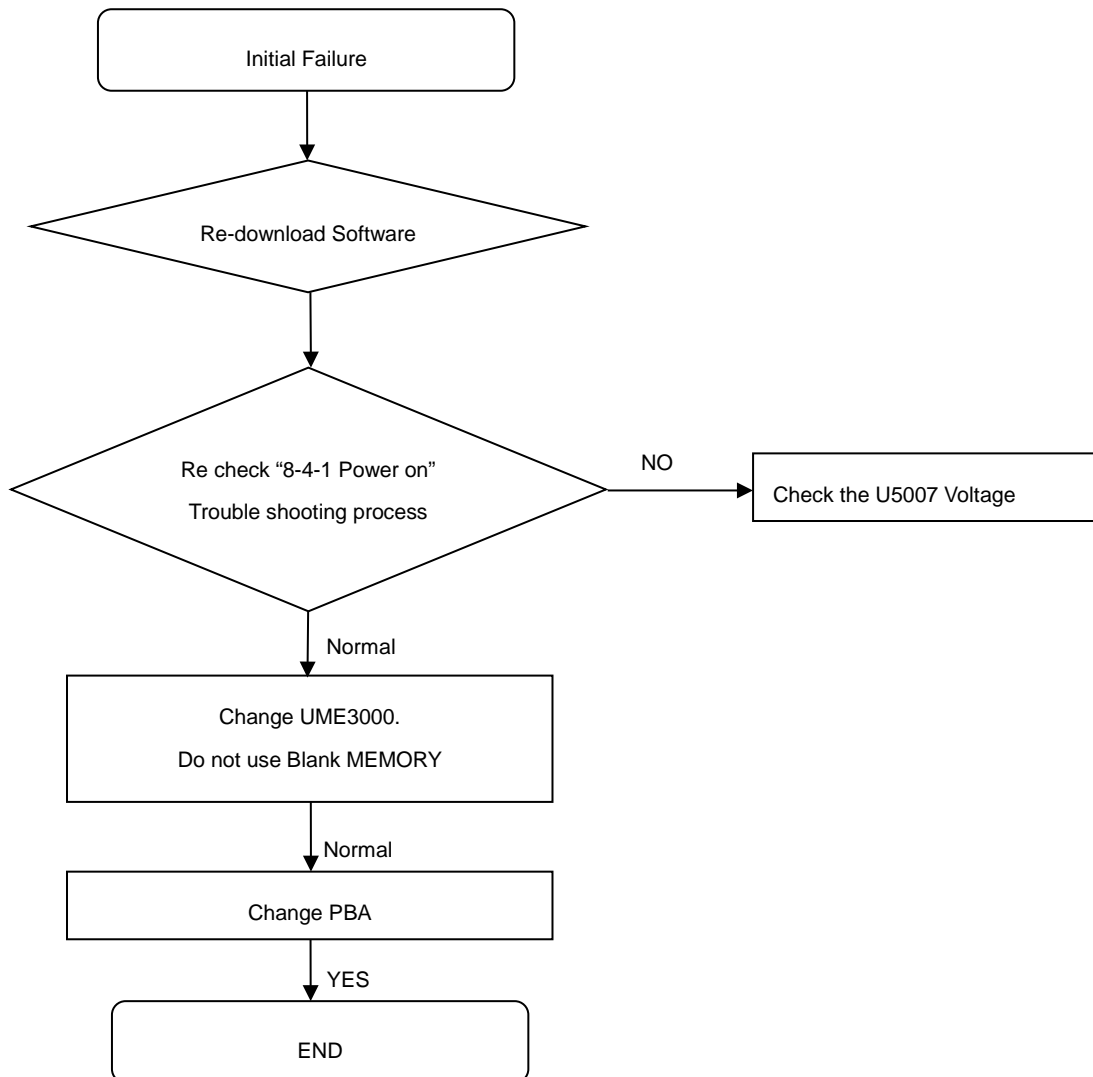 Initial Failure
Re-download Software
Re check “8-4-1 Power on”
Trouble shooting process
NO
Check the U5007 Voltage
Normal
Change UME3000.
Do not use Blank MEMORY
Normal
Change PBA
YES
END